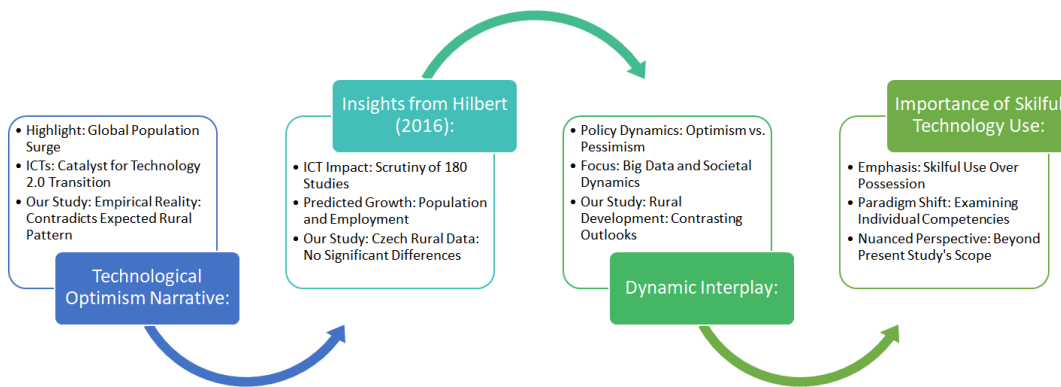 • Highlight: Global Population
Surge
• ICTs: Catalyst for Technology
2.0 Transition
• Our Study: Empirical Reality:
Contradicts Expected Rural
Pattern
Technological
Optimism Narrative:
Insights from Hilbert
(2016):
• ICT Impact: Scrutiny of 180
Studies
• Predicted Growth: Population
and Employment
• Our Study: Czech Rural Data:
No Significant Differences
• Policy Dynamics: Optimism vs.
Pessimism
• Focus: Big Data and Societal
Dynamics
• Our Study: Rural
Development: Contrasting
Outlooks
Dynamic Interplay:
Importance of Skilful
Technology Use:
• Emphasis: Skilful Use Over
Possession
• Paradigm Shift: Examining
Individual Competencies
• Nuanced Perspective: Beyond
Present Study's Scope